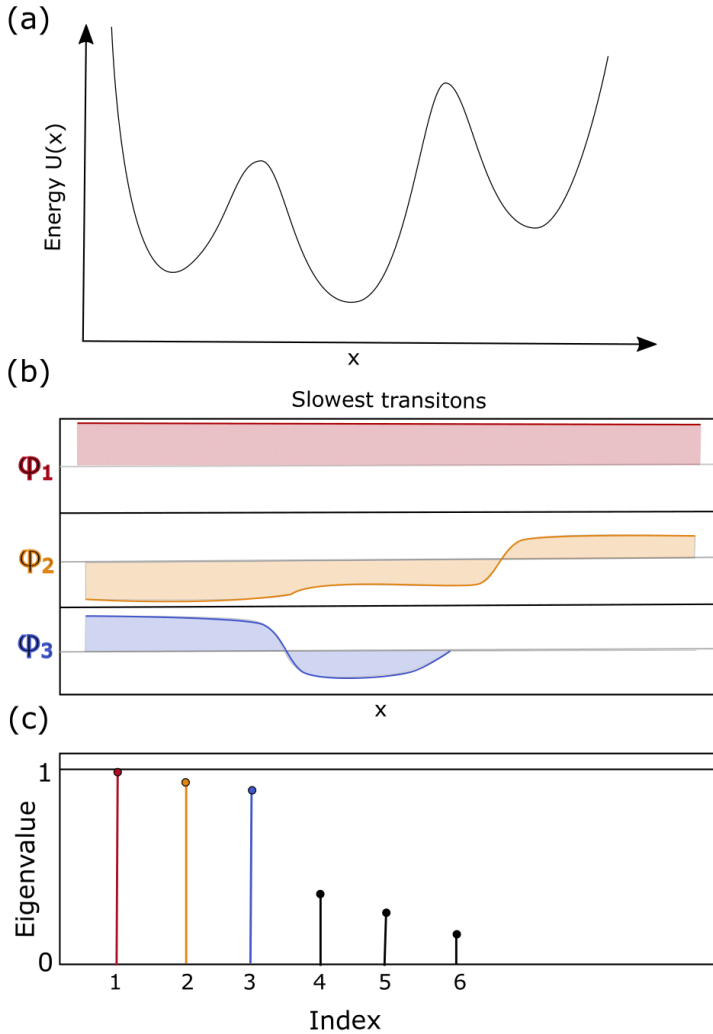 (a)
Energy U(x)
x
(b)
Slowest transitons
φ₁
φ₂
φ₃
x
(c)
1
Eigenvalue
0
1 2 3 4 5 6
Index